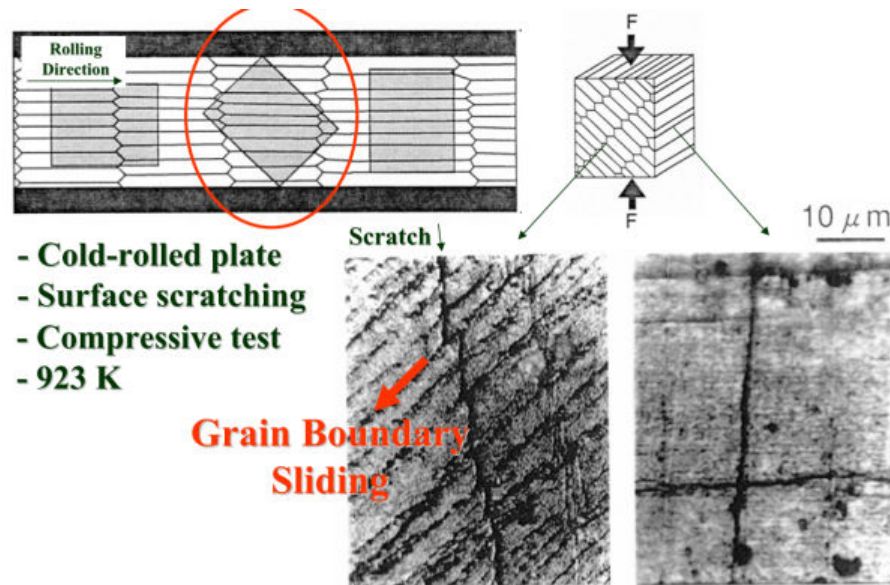 Rolling
Direction
F
F
10 μm
Scratch
- Cold-rolled plate
- Surface scratching
- Compressive test
- 923 K
Grain Boundary
Sliding